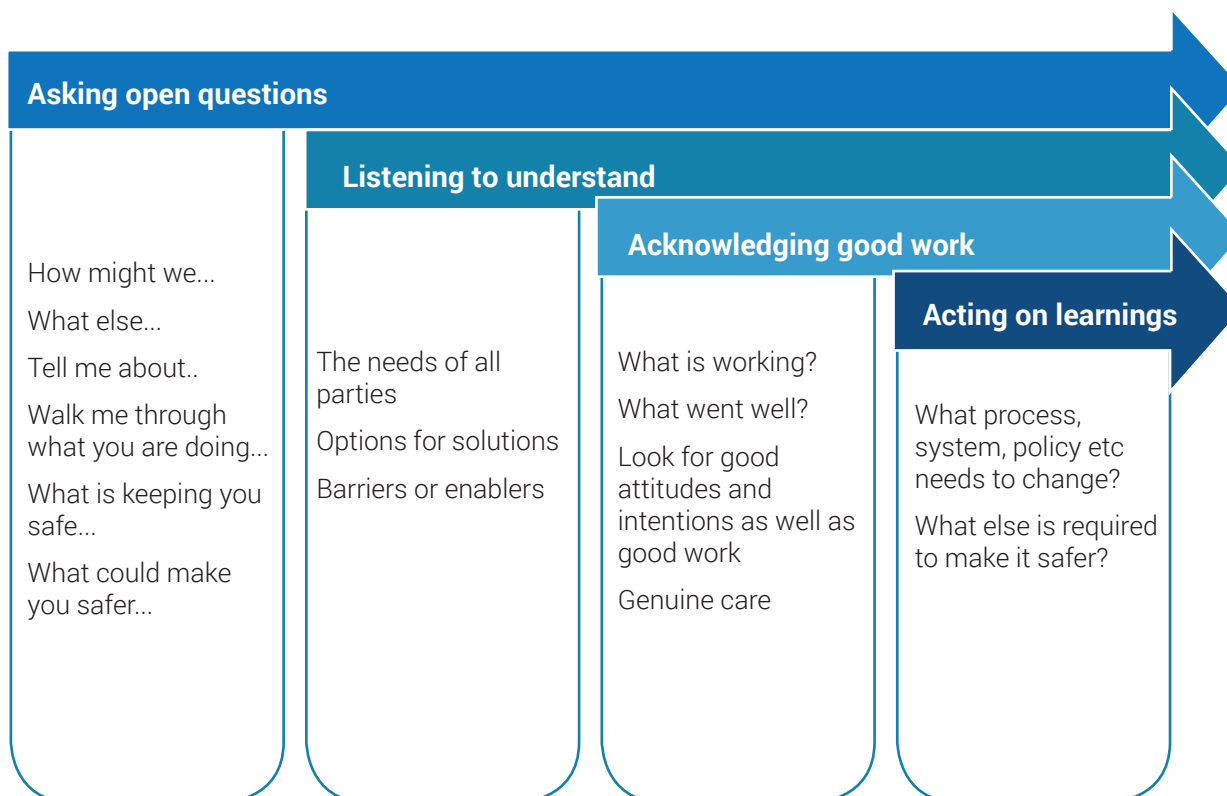 Asking open questions
How might we...
What else...
Tell me about..
Walk me through
what you are doing...
What is keeping you
safe...
What could make
you safer...
Listening to understand
The needs of all
parties
Options for solutions
Barriers or enablers
Acknowledging good work
What is working?
What went well?
Look for good
attitudes and
intentions as well as
good work
Genuine care
Acting on learnings
What process,
system, policy etc
needs to change?
What else is required
to make it safer?